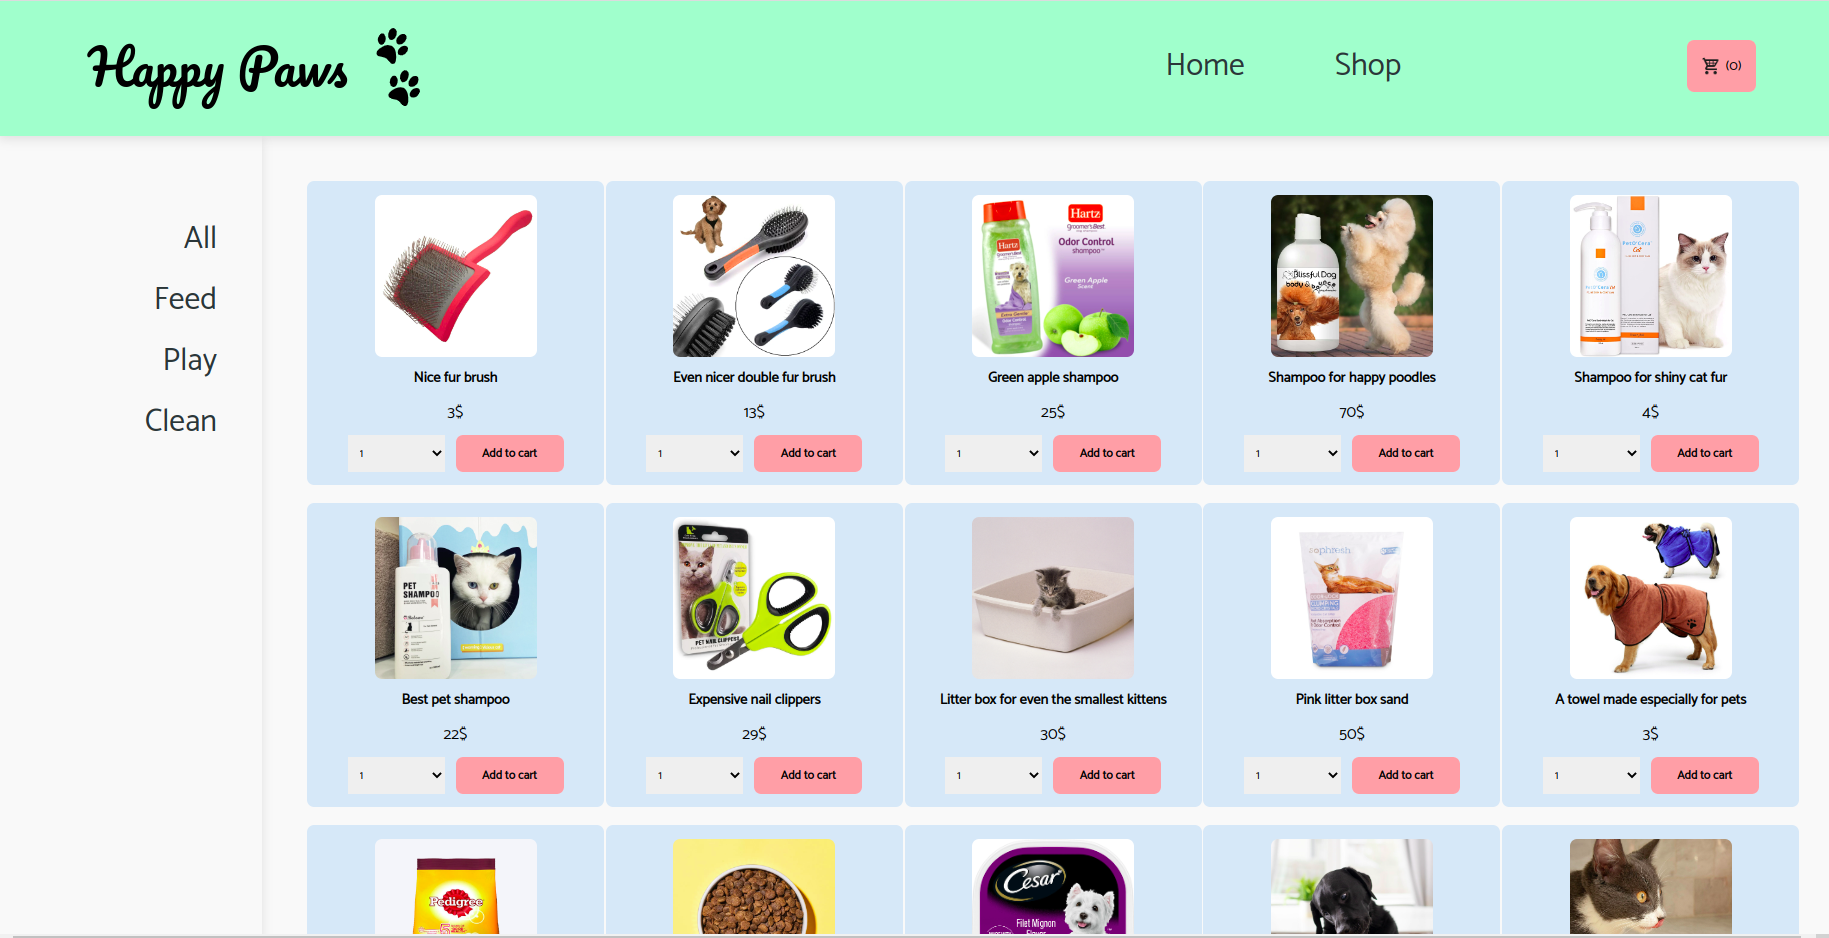 Happy Paws
Home
Shop
(0)
All
Feed
Play
Clean
Hartz
Groomer's Best
Odor Control
shampoo
Green Apple
Scent
Hartz
Blissful Dog
body & bounce
Nice fur brush
Even nicer double fur brush
Green apple shampoo
Shampoo for happy poodles
Shampoo for shiny cat fur
3$
13$
25$
70$
4$
1
Add to cart
1
Add to cart
1
Add to cart
1
Add to cart
1
Add to cart
PET
SHAMPOO
PET NAIL CLIPPERS
Best pet shampoo
Expensive nail clippers
Litter box for even the smallest kittens
Pink litter box sand
A towel made especially for pets
22$
29$
30$
50$
3$
1
Add to cart
1
Add to cart
1
Add to cart
1
Add to cart
1
Add to cart
Pedigree
Cesar
Filet Mignon
Flavor